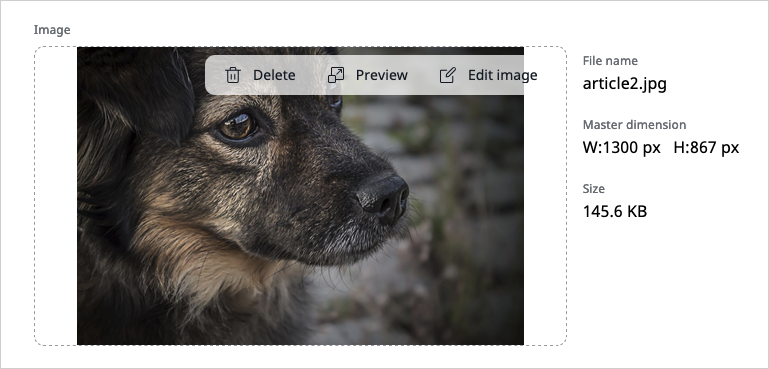 Image
Delete Preview Edit image
File name
article2.jpg
Master dimension
W:1300 px H:867 px
Size
145.6 KB